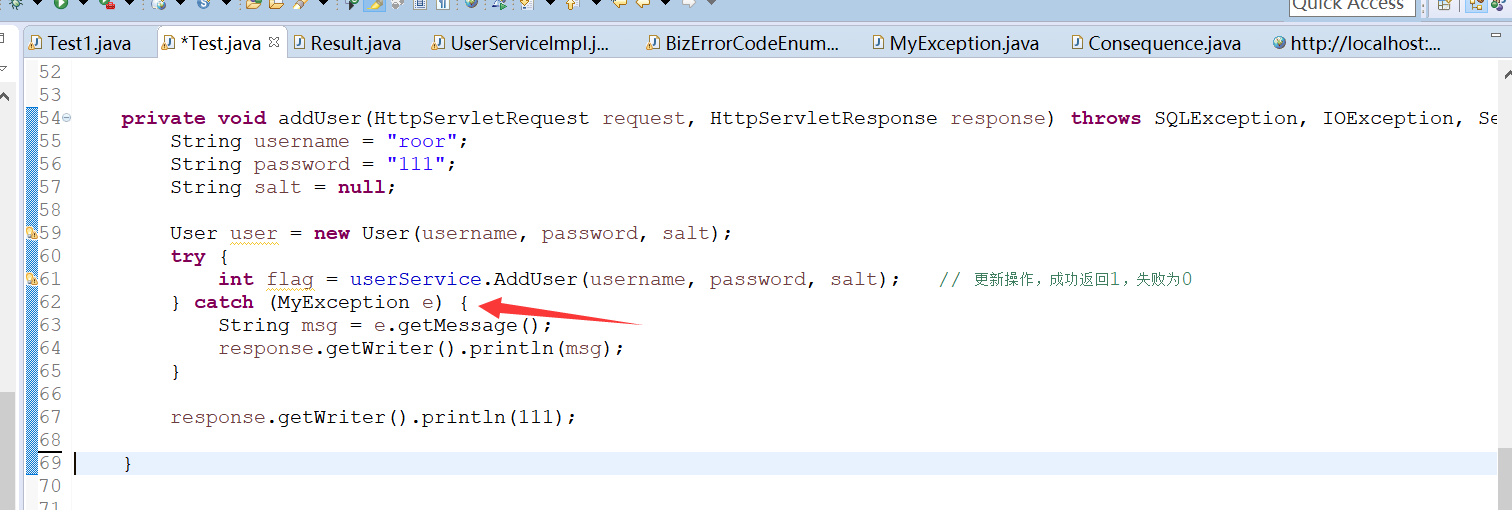 Quick Access
Test1.java *Test.java Result.java UserServiceImpl.j... BizErrorCodeEnum... MyException.java Consequence.java http://localhost:...
52
53
54 private void addUser(HttpServletRequest request, HttpServletResponse response) throws SQLException, IOException, Se
55 String username = "roor";
56 String password = "111";
57 String salt = null;
58
59 User user = new User(username, password, salt);
60 try {
61 int flag = userService.AddUser(username, password, salt); // 更新操作，成功返回1，失败为0
62 } catch (MyException e) {
63 String msg = e.getMessage();
64 response.getWriter().println(msg);
65 }
66
67 response.getWriter().println(111);
68
69 }
70
71